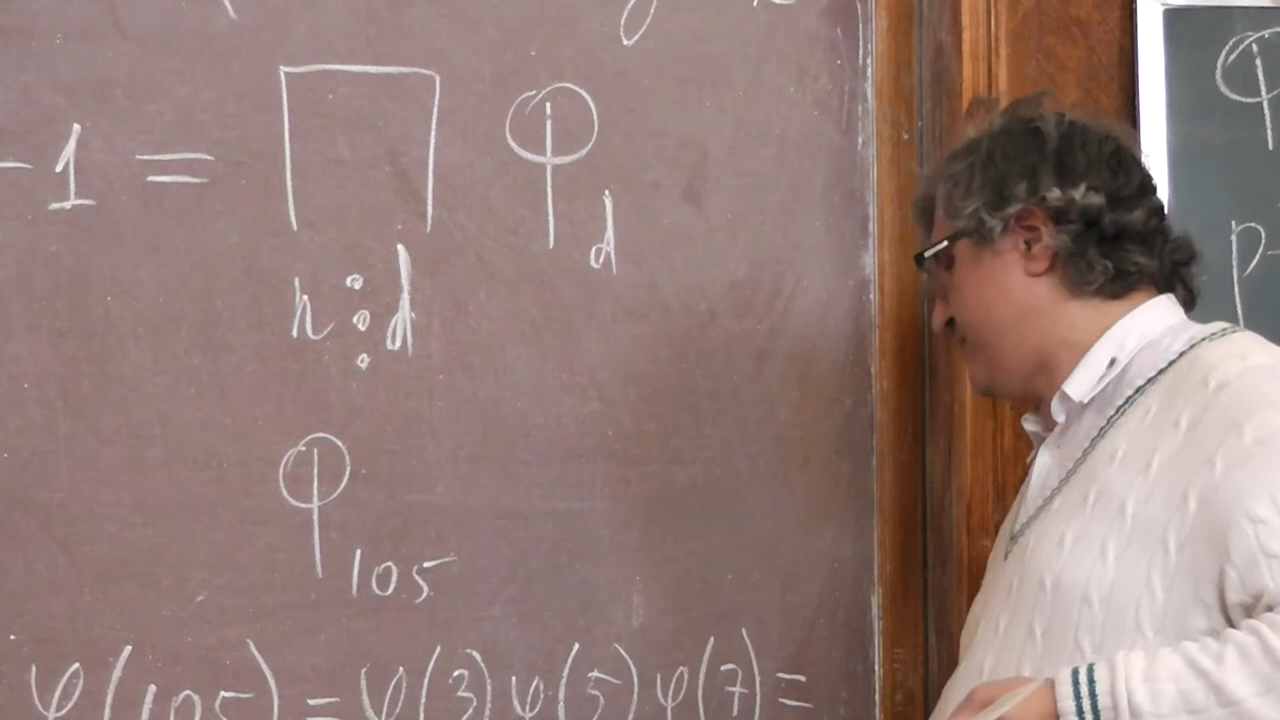 -1 = ∏ Φ_d
n ⋮ d
Φ_105
φ(105) = φ(3) φ(5) φ(7) =
Φ
p-